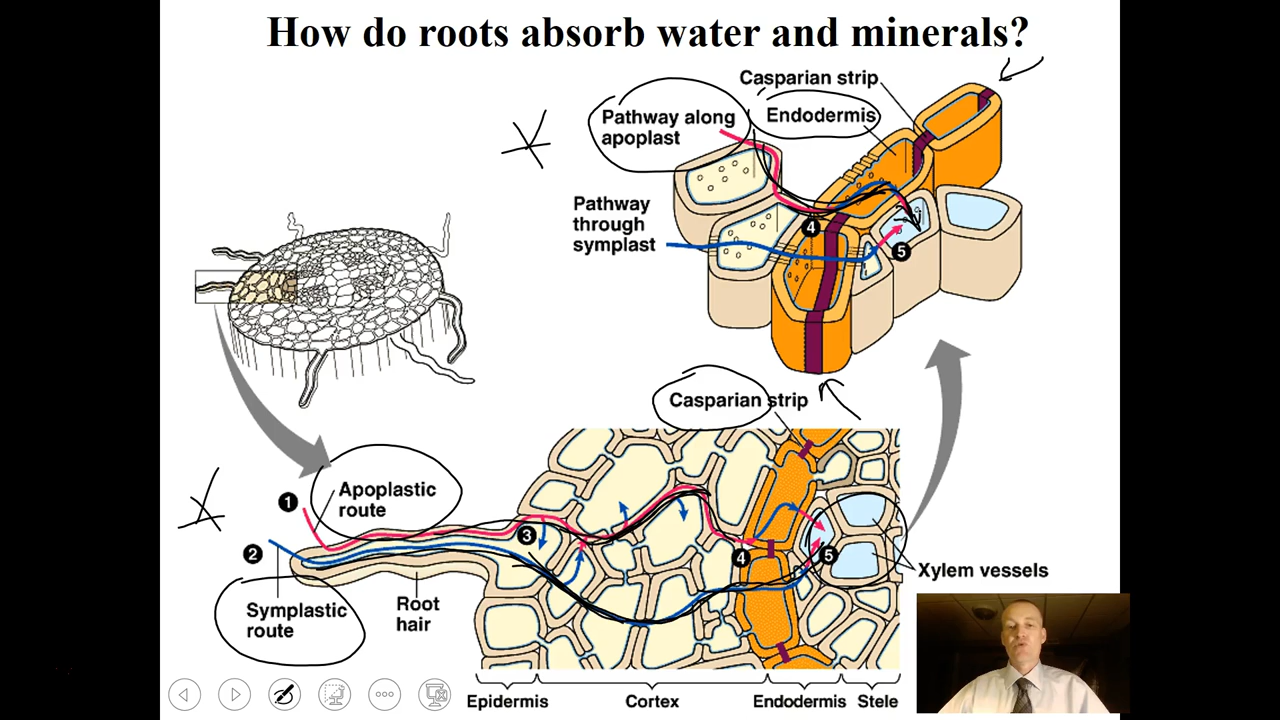 How do roots absorb water and minerals?
Casparian strip
Pathway along
apoplast
Endodermis
Pathway
through
symplast
4
5
Casparian strip
1
Apoplastic
route
2
3
4
5
Symplastic
route
Root
hair
Xylem vessels
Epidermis
Cortex
Endodermis
Stele